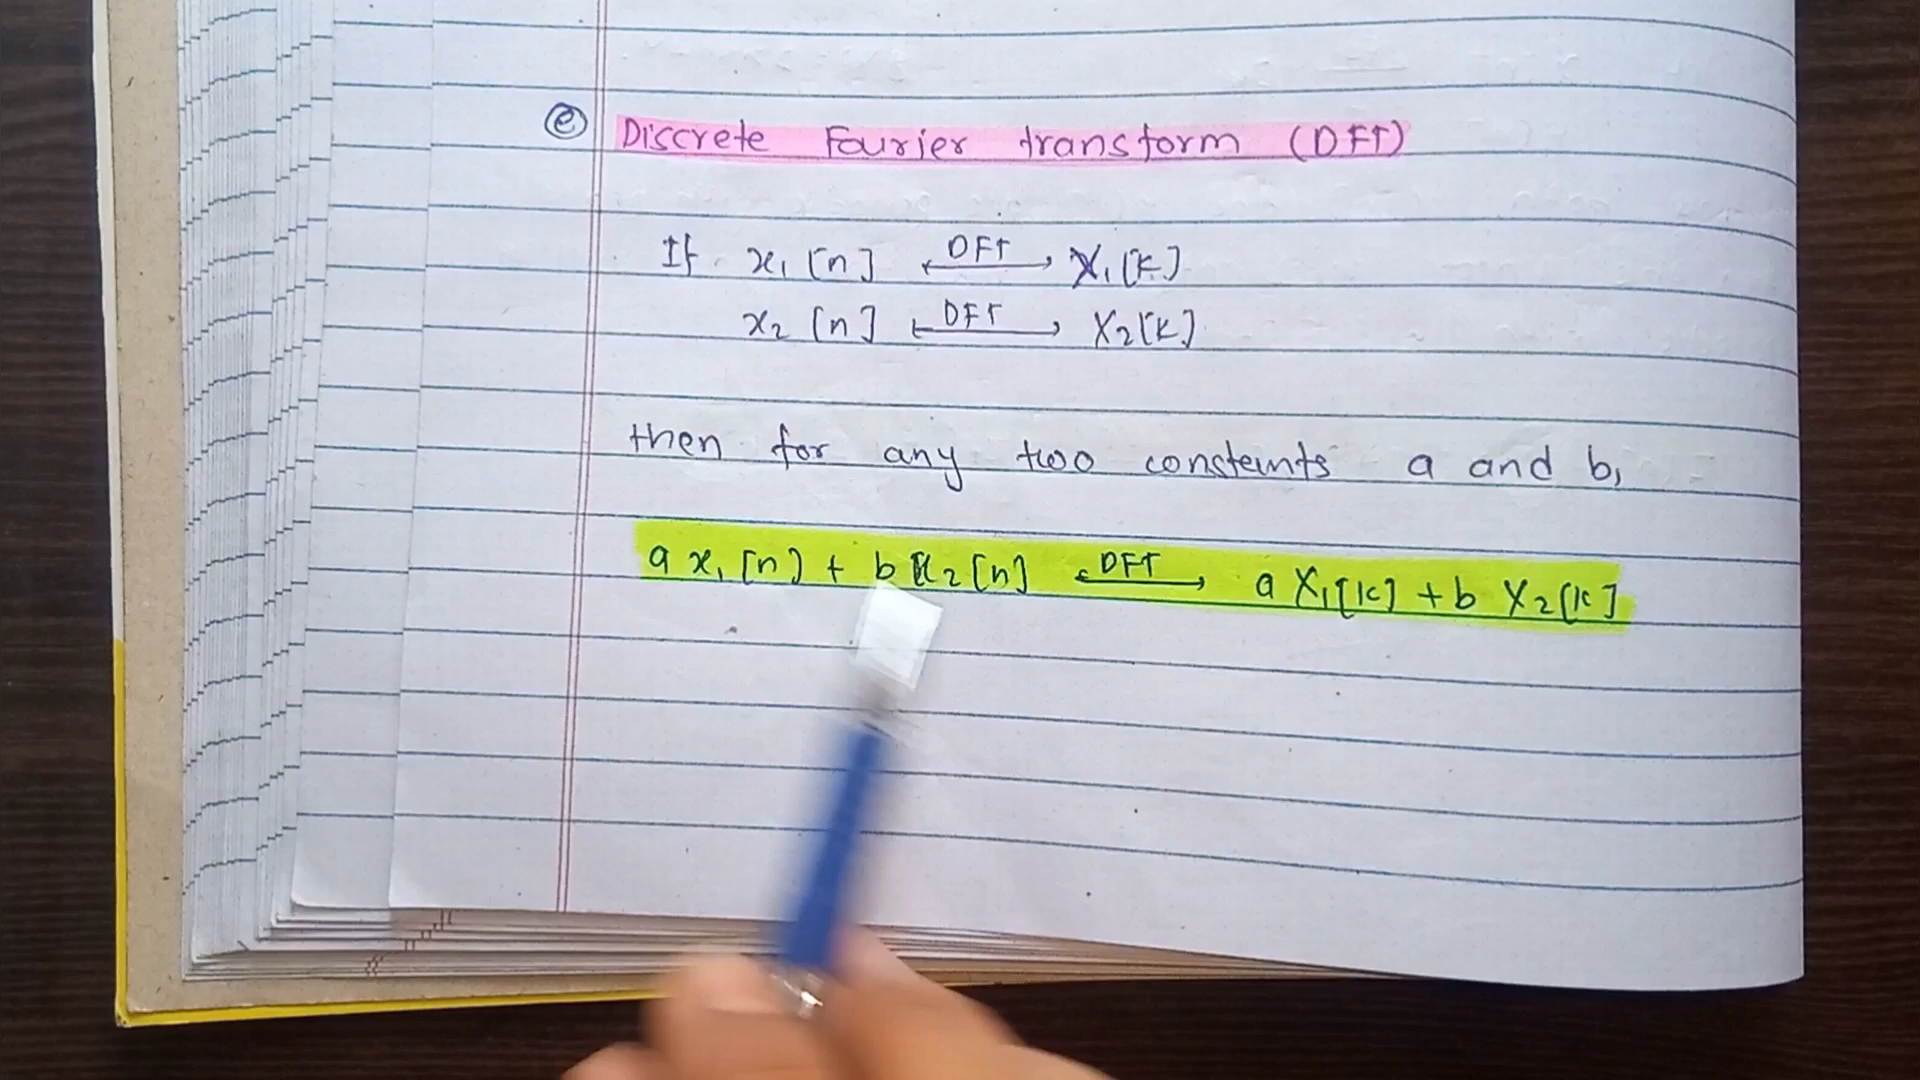 e Discrete Fourier transform (DFT)
If x₁[n] ←DFT→ X₁[k]
x₂[n] ←DFT→ X₂[k]
then for any two constants a and b,
a x₁[n] + b x₂[n] ←DFT→ a X₁[k] + b X₂[k]